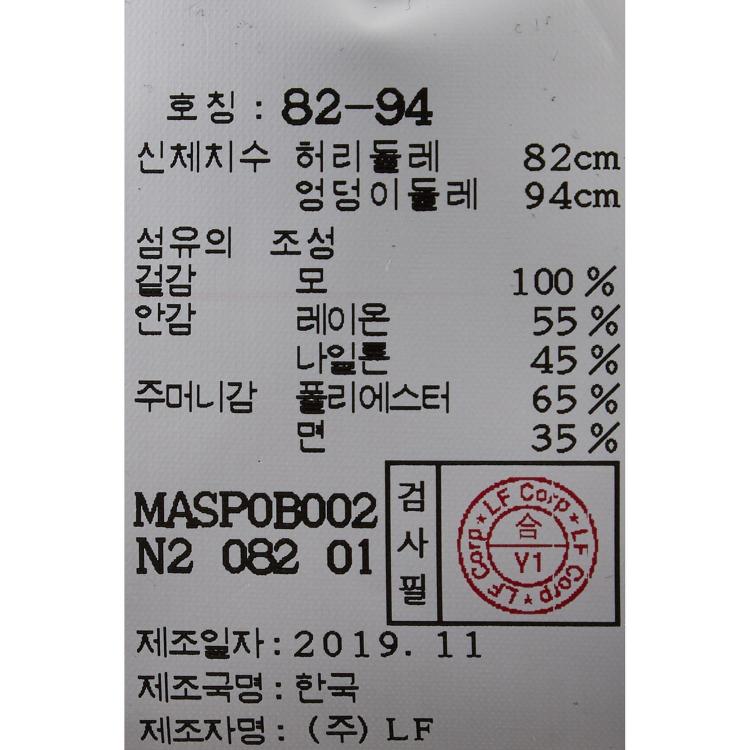 호칭 : 82-94
신체치수 허리둘레 82cm
엉덩이둘레 94cm
섬유의 조성
겉감 모 100 %
안감 레이온 55 %
나일론 45 %
주머니감 폴리에스터 65 %
면 35 %
MASP0B002
N2 082 01
검사필
LF Corp ★ LF Corp ★ LF Corp ★
合
V1
제조일자 : 2019. 11
제조국명 : 한국
제조자명 : (주) LF